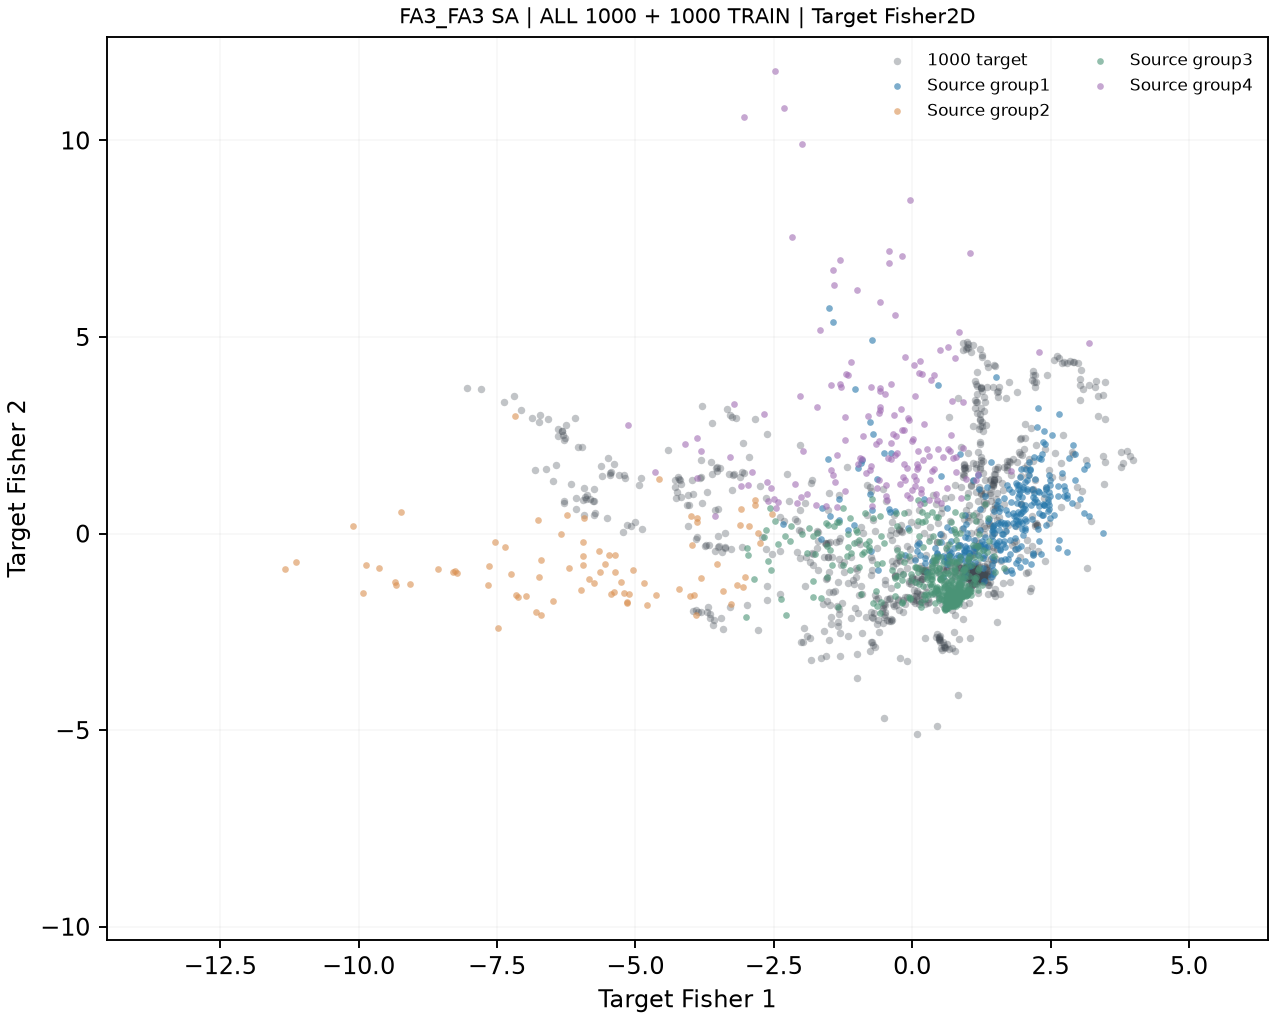 FA3_FA3 SA | ALL 1000 + 1000 TRAIN | Target Fisher2D
1000 target
Source group1
Source group2
Source group3
Source group4
10
5
0
−5
−10
Target Fisher 2
−12.5 −10.0 −7.5 −5.0 −2.5 0.0 2.5 5.0
Target Fisher 1